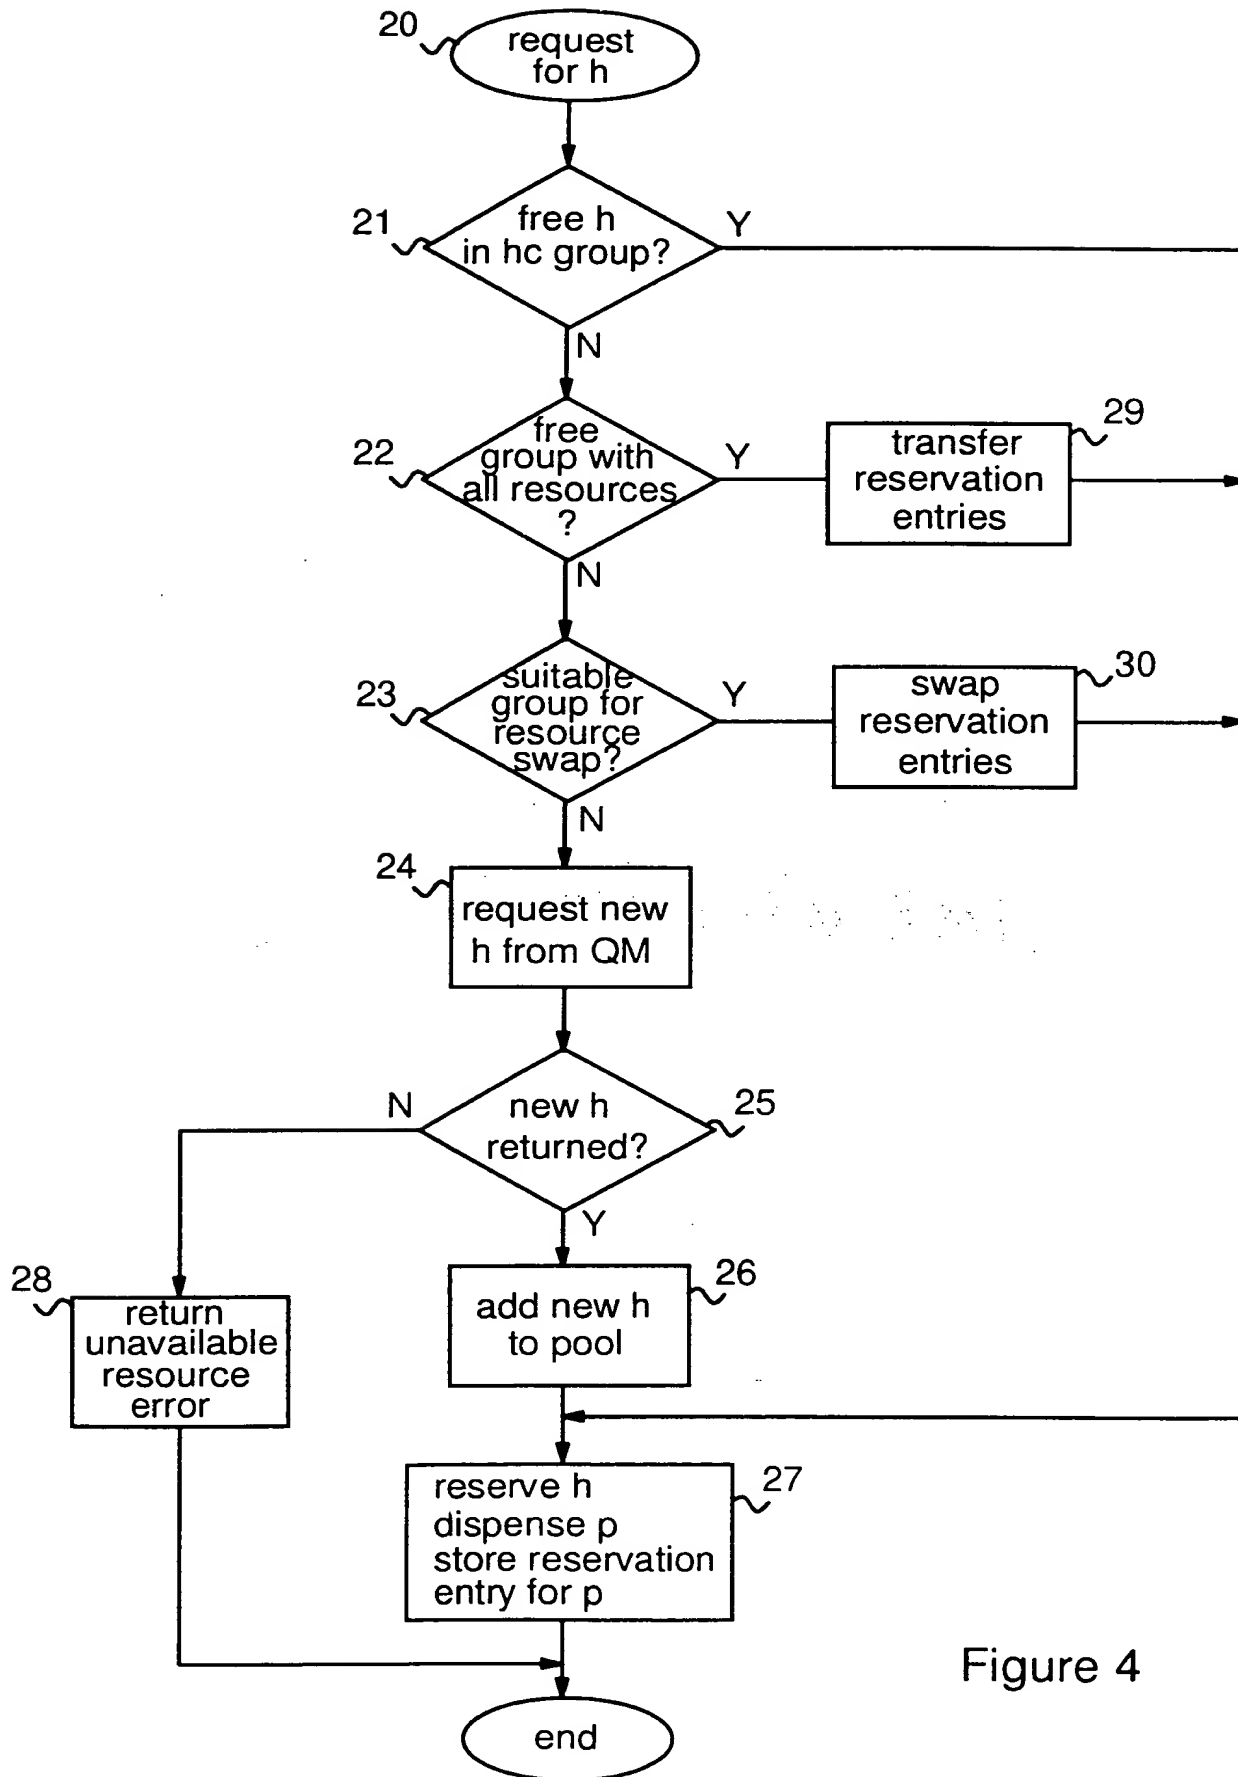 20
request
for h
21
free h
in hc group?
Y
N
22
free
group with
all resources
?
Y
29
transfer
reservation
entries
N
23
suitable
group for
resource
swap?
Y
30
swap
reservation
entries
N
24
request new
h from QM
N
new h
returned?
25
Y
28
return
unavailable
resource
error
26
add new h
to pool
27
reserve h
dispense p
store reservation
entry for p
Figure 4
end